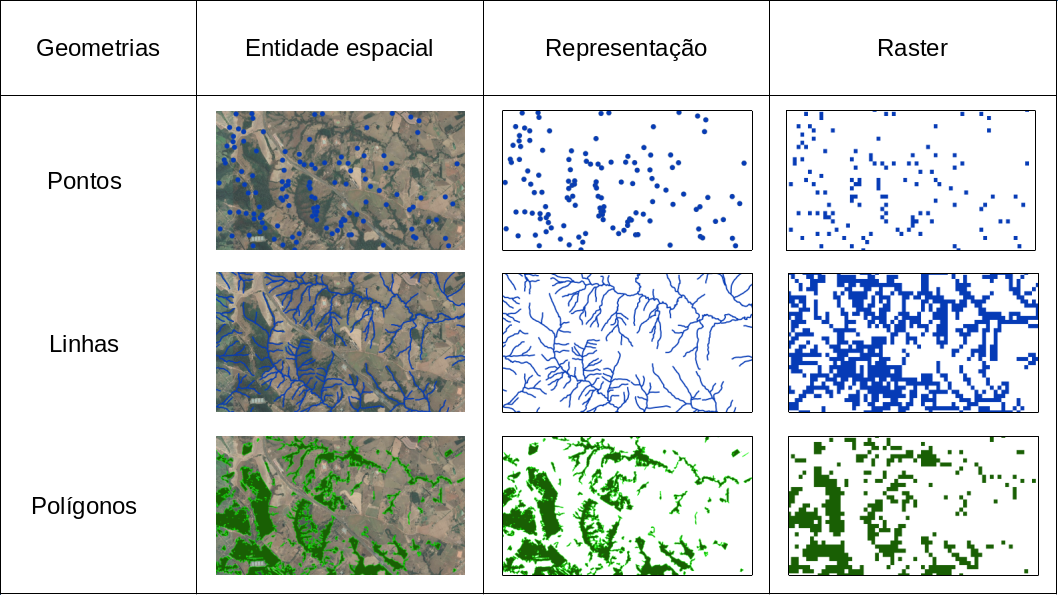 Geometrias
Entidade espacial
Representação
Raster
Pontos
Linhas
Polígonos